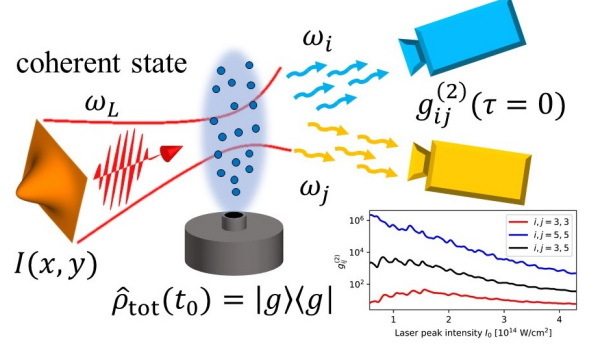 coherent state
ω_L
I(x, y)
ρ̂_tot(t_0) = |g⟩⟨g|
ω_i
g_ij^(2)(τ = 0)
ω_j
i, j = 3, 3
i, j = 5, 5
i, j = 3, 5
g_ij^(2)
10^6
10^4
10^2
1 2 3 4
Laser peak intensity I_0 [10^14 W/cm^2]